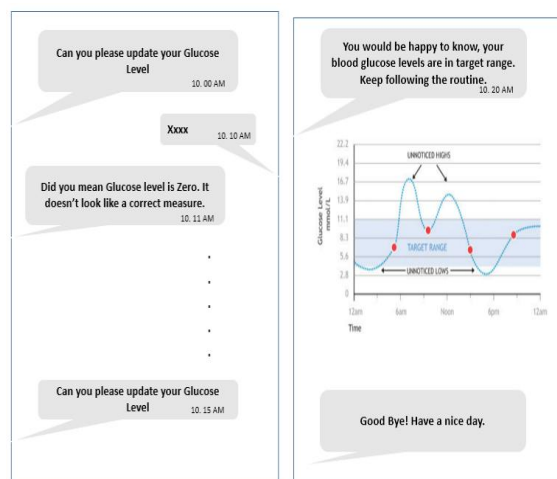 Can you please update your Glucose
Level
10. 00 AM
Xxxx
10. 10 AM
Did you mean Glucose level is Zero. It
doesn't look like a correct measure.
10. 11 AM
Can you please update your Glucose
Level
10. 15 AM
You would be happy to know, your
blood glucose levels are in target range.
Keep following the routine.
10. 20 AM
22.2
19.4
16.7
13.9
11.1
8.3
5.6
2.8
0
Glucose Level
mmol/L
UNNOTICED HIGHS
TARGET RANGE
UNNOTICED LOWS
12am
6am
Noon
6pm
12am
Time
Good Bye! Have a nice day.